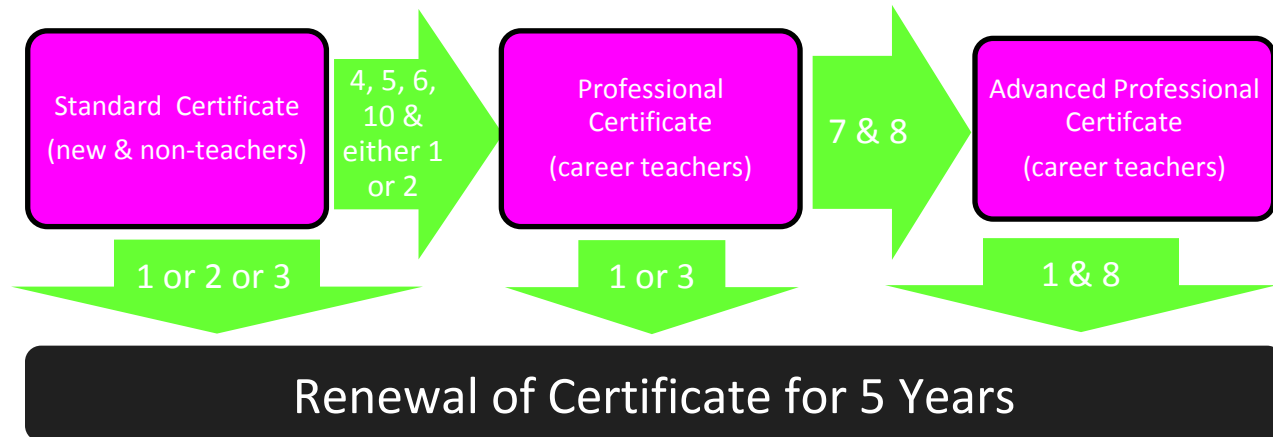 Standard  Certificate
(new & non-teachers)
4, 5, 6,
10 &
either 1
or 2
Professional
Certificate
(career teachers)
7 & 8
Advanced Professional
Certifcate
(career teachers)
1 or 2 or 3
1 or 3
1 & 8
Renewal of Certificate for 5 Years